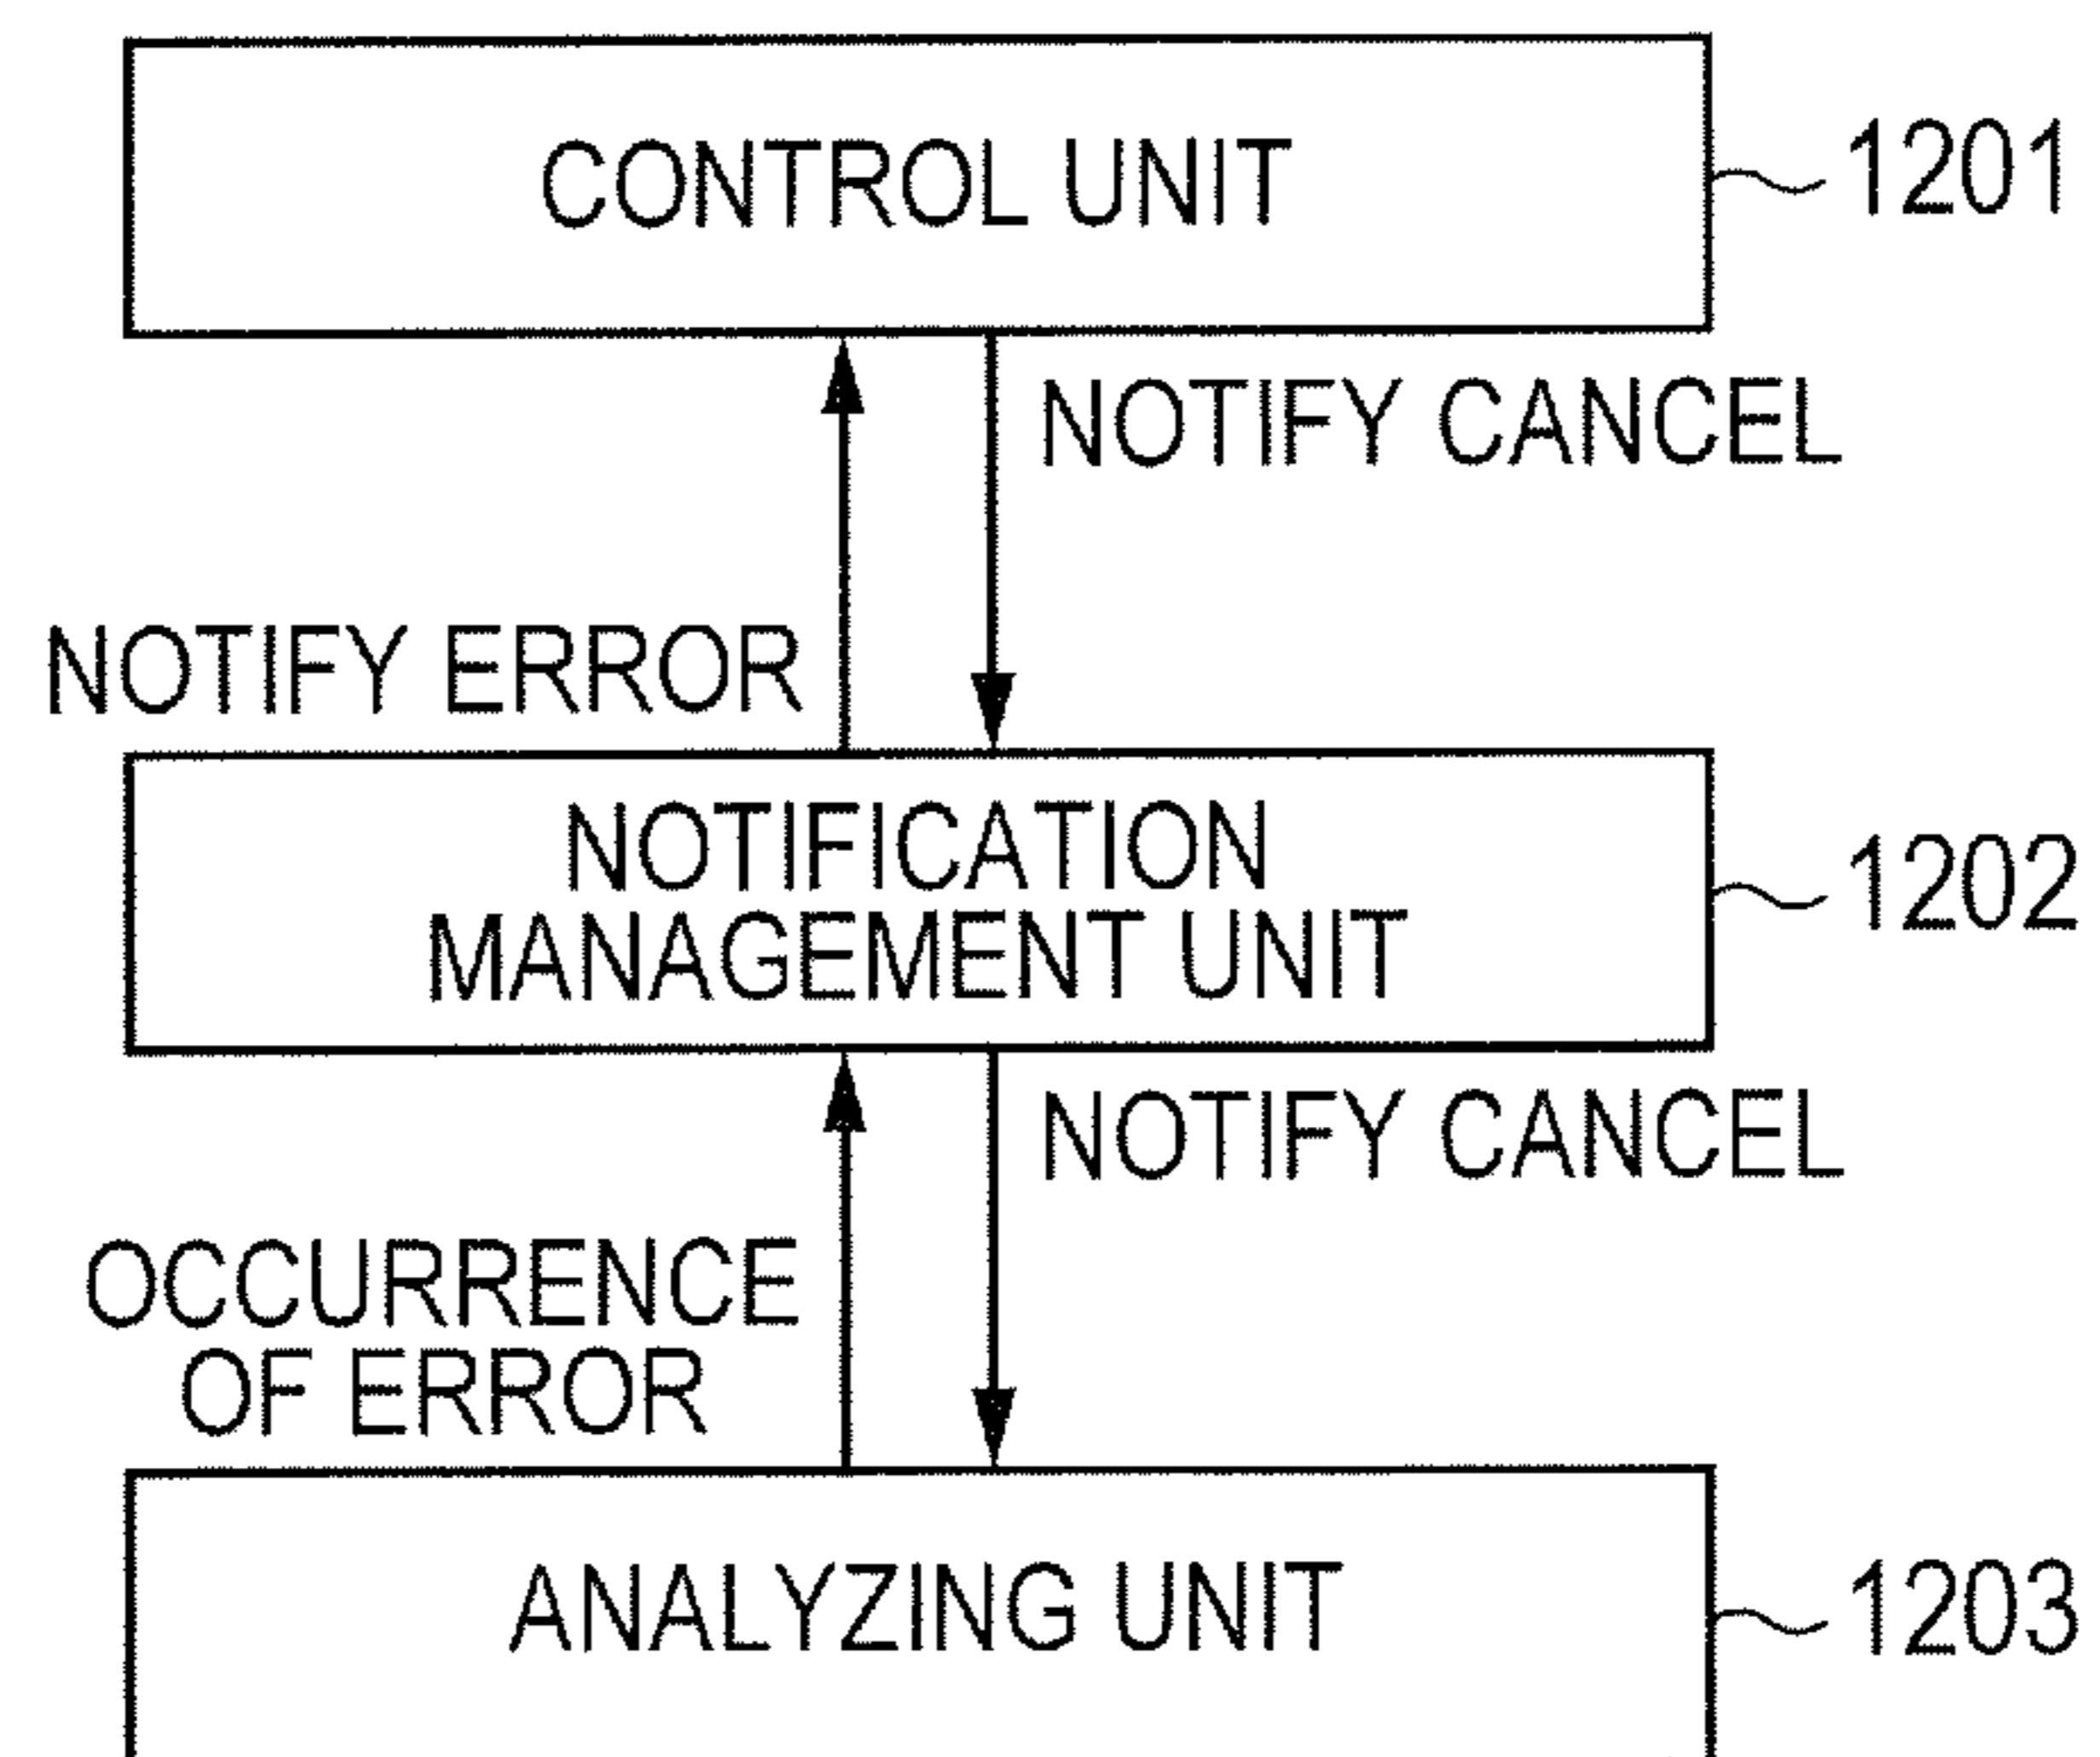 CONTROL UNIT
1201
NOTIFY CANCEL
NOTIFY ERROR
NOTIFICATION
MANAGEMENT UNIT
1202
NOTIFY CANCEL
OCCURRENCE
OF ERROR
ANALYZING UNIT
1203